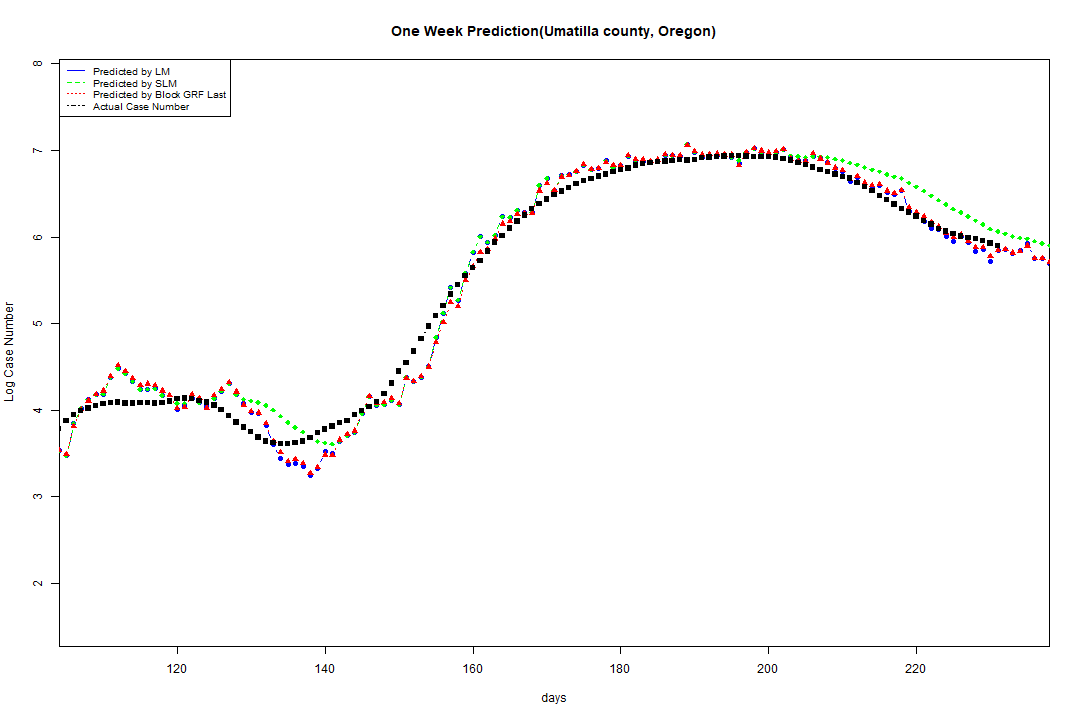 One Week Prediction(Umatilla county, Oregon)
Predicted by LM
Predicted by SLM
Predicted by Block GRF Last
Actual Case Number
Log Case Number
8
7
6
5
4
3
2
120 140 160 180 200 220
days